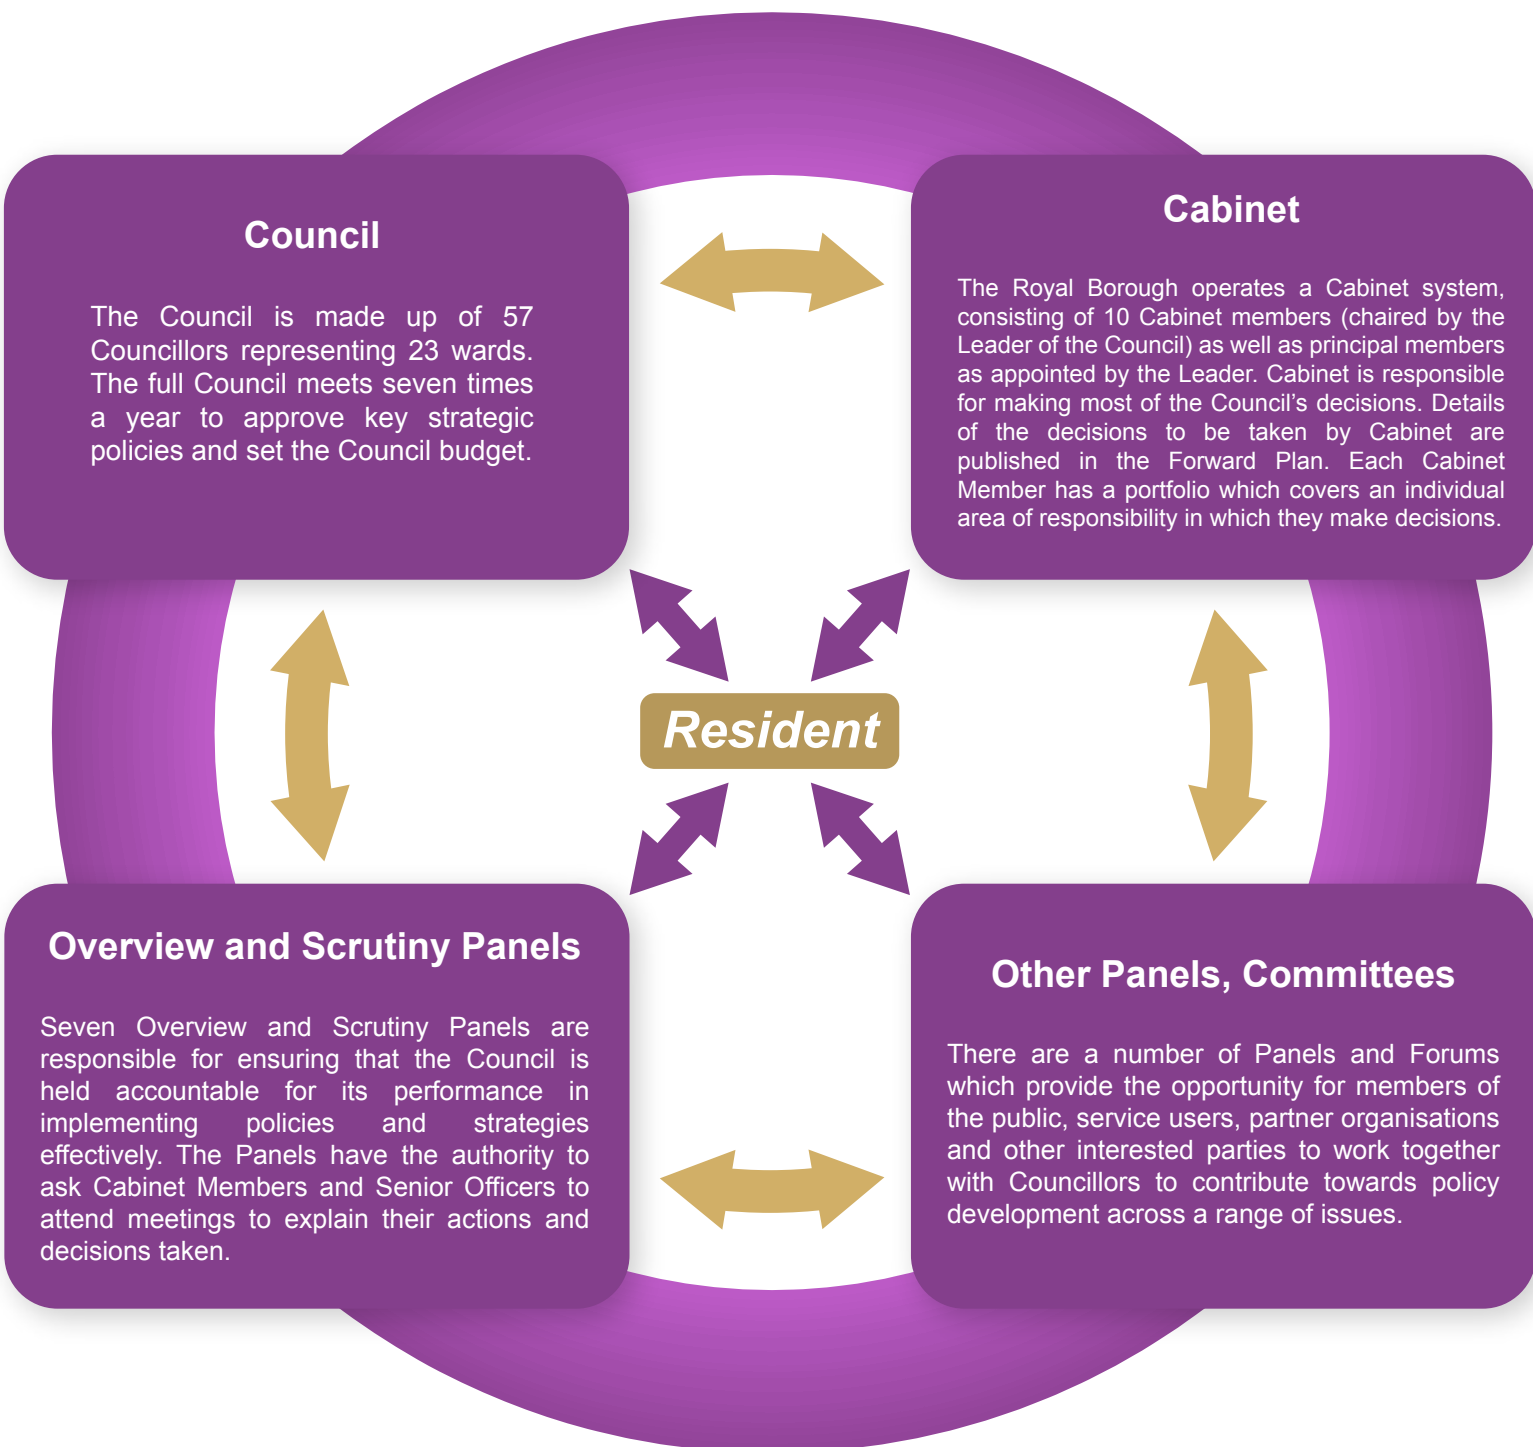 Council
The Council is made up of 57
Councillors representing 23 wards.
The full Council meets seven times
a year to approve key strategic
policies and set the Council budget.
Cabinet
The Royal Borough operates a Cabinet system,
consisting of 10 Cabinet members (chaired by the
Leader of the Council) as well as principal members
as appointed by the Leader. Cabinet is responsible
for making most of the Council’s decisions. Details
of the decisions to be taken by Cabinet are
published in the Forward Plan. Each Cabinet
Member has a portfolio which covers an individual
area of responsibility in which they make decisions.
Resident
Overview and Scrutiny Panels
Seven Overview and Scrutiny Panels are
responsible for ensuring that the Council is
held accountable for its performance in
implementing policies and strategies
effectively. The Panels have the authority to
ask Cabinet Members and Senior Officers to
attend meetings to explain their actions and
decisions taken.
Other Panels, Committees
There are a number of Panels and Forums
which provide the opportunity for members of
the public, service users, partner organisations
and other interested parties to work together
with Councillors to contribute towards policy
development across a range of issues.